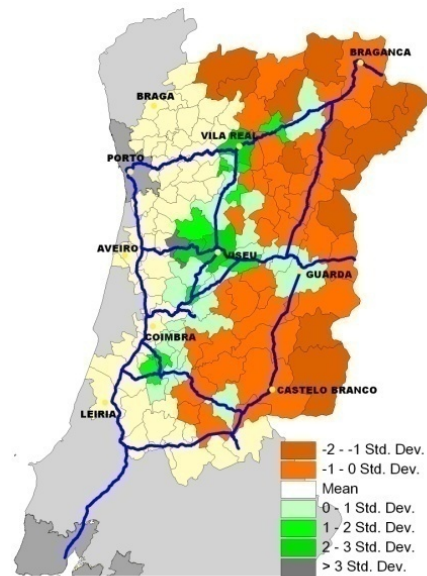 BRAGANCA
BRAGA
VILA REAL
PORTO
AVEIRO
VISEU
GUARDA
COIMBRA
CASTELO BRANCO
LEIRIA
-2 - -1 Std. Dev.
-1 - 0 Std. Dev.
Mean
0 - 1 Std. Dev.
1 - 2 Std. Dev.
2 - 3 Std. Dev.
> 3 Std. Dev.